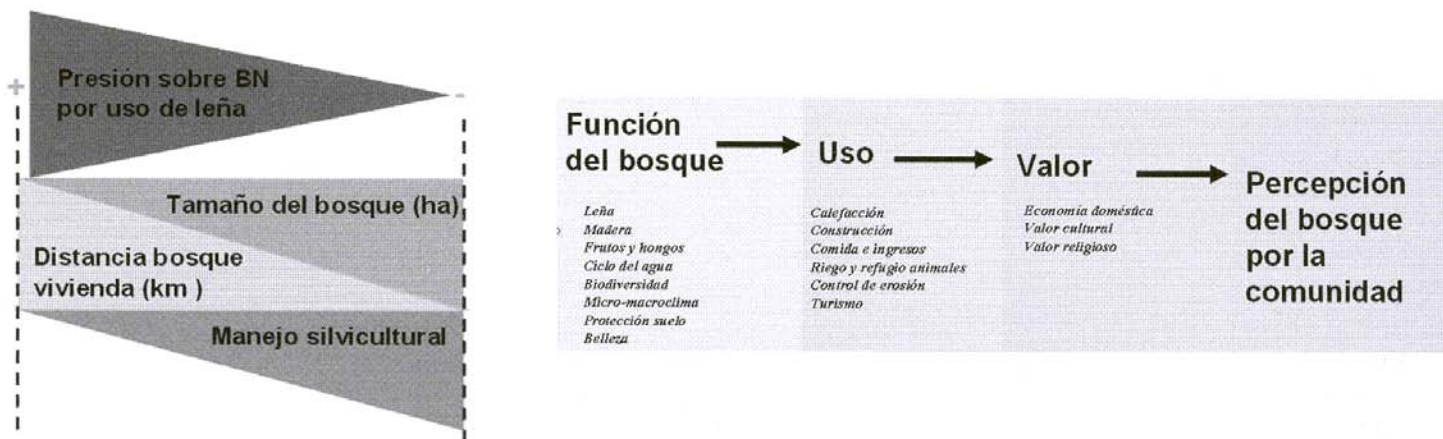 +
-
Presión sobre BN
por uso de leña
Tamaño del bosque (ha)
Distancia bosque
vivienda (km )
Manejo silvicultural
Función
del bosque
Leña
Madera
Frutos y hongos
Ciclo del agua
Biodiversidad
Micro-macroclima
Protección suelo
Belleza
Uso
Calefacción
Construcción
Comida e ingresos
Riego y refugio animales
Control de erosión
Turismo
Valor
Economía doméstica
Valor cultural
Valor religioso
Percepción
del bosque
por la
comunidad